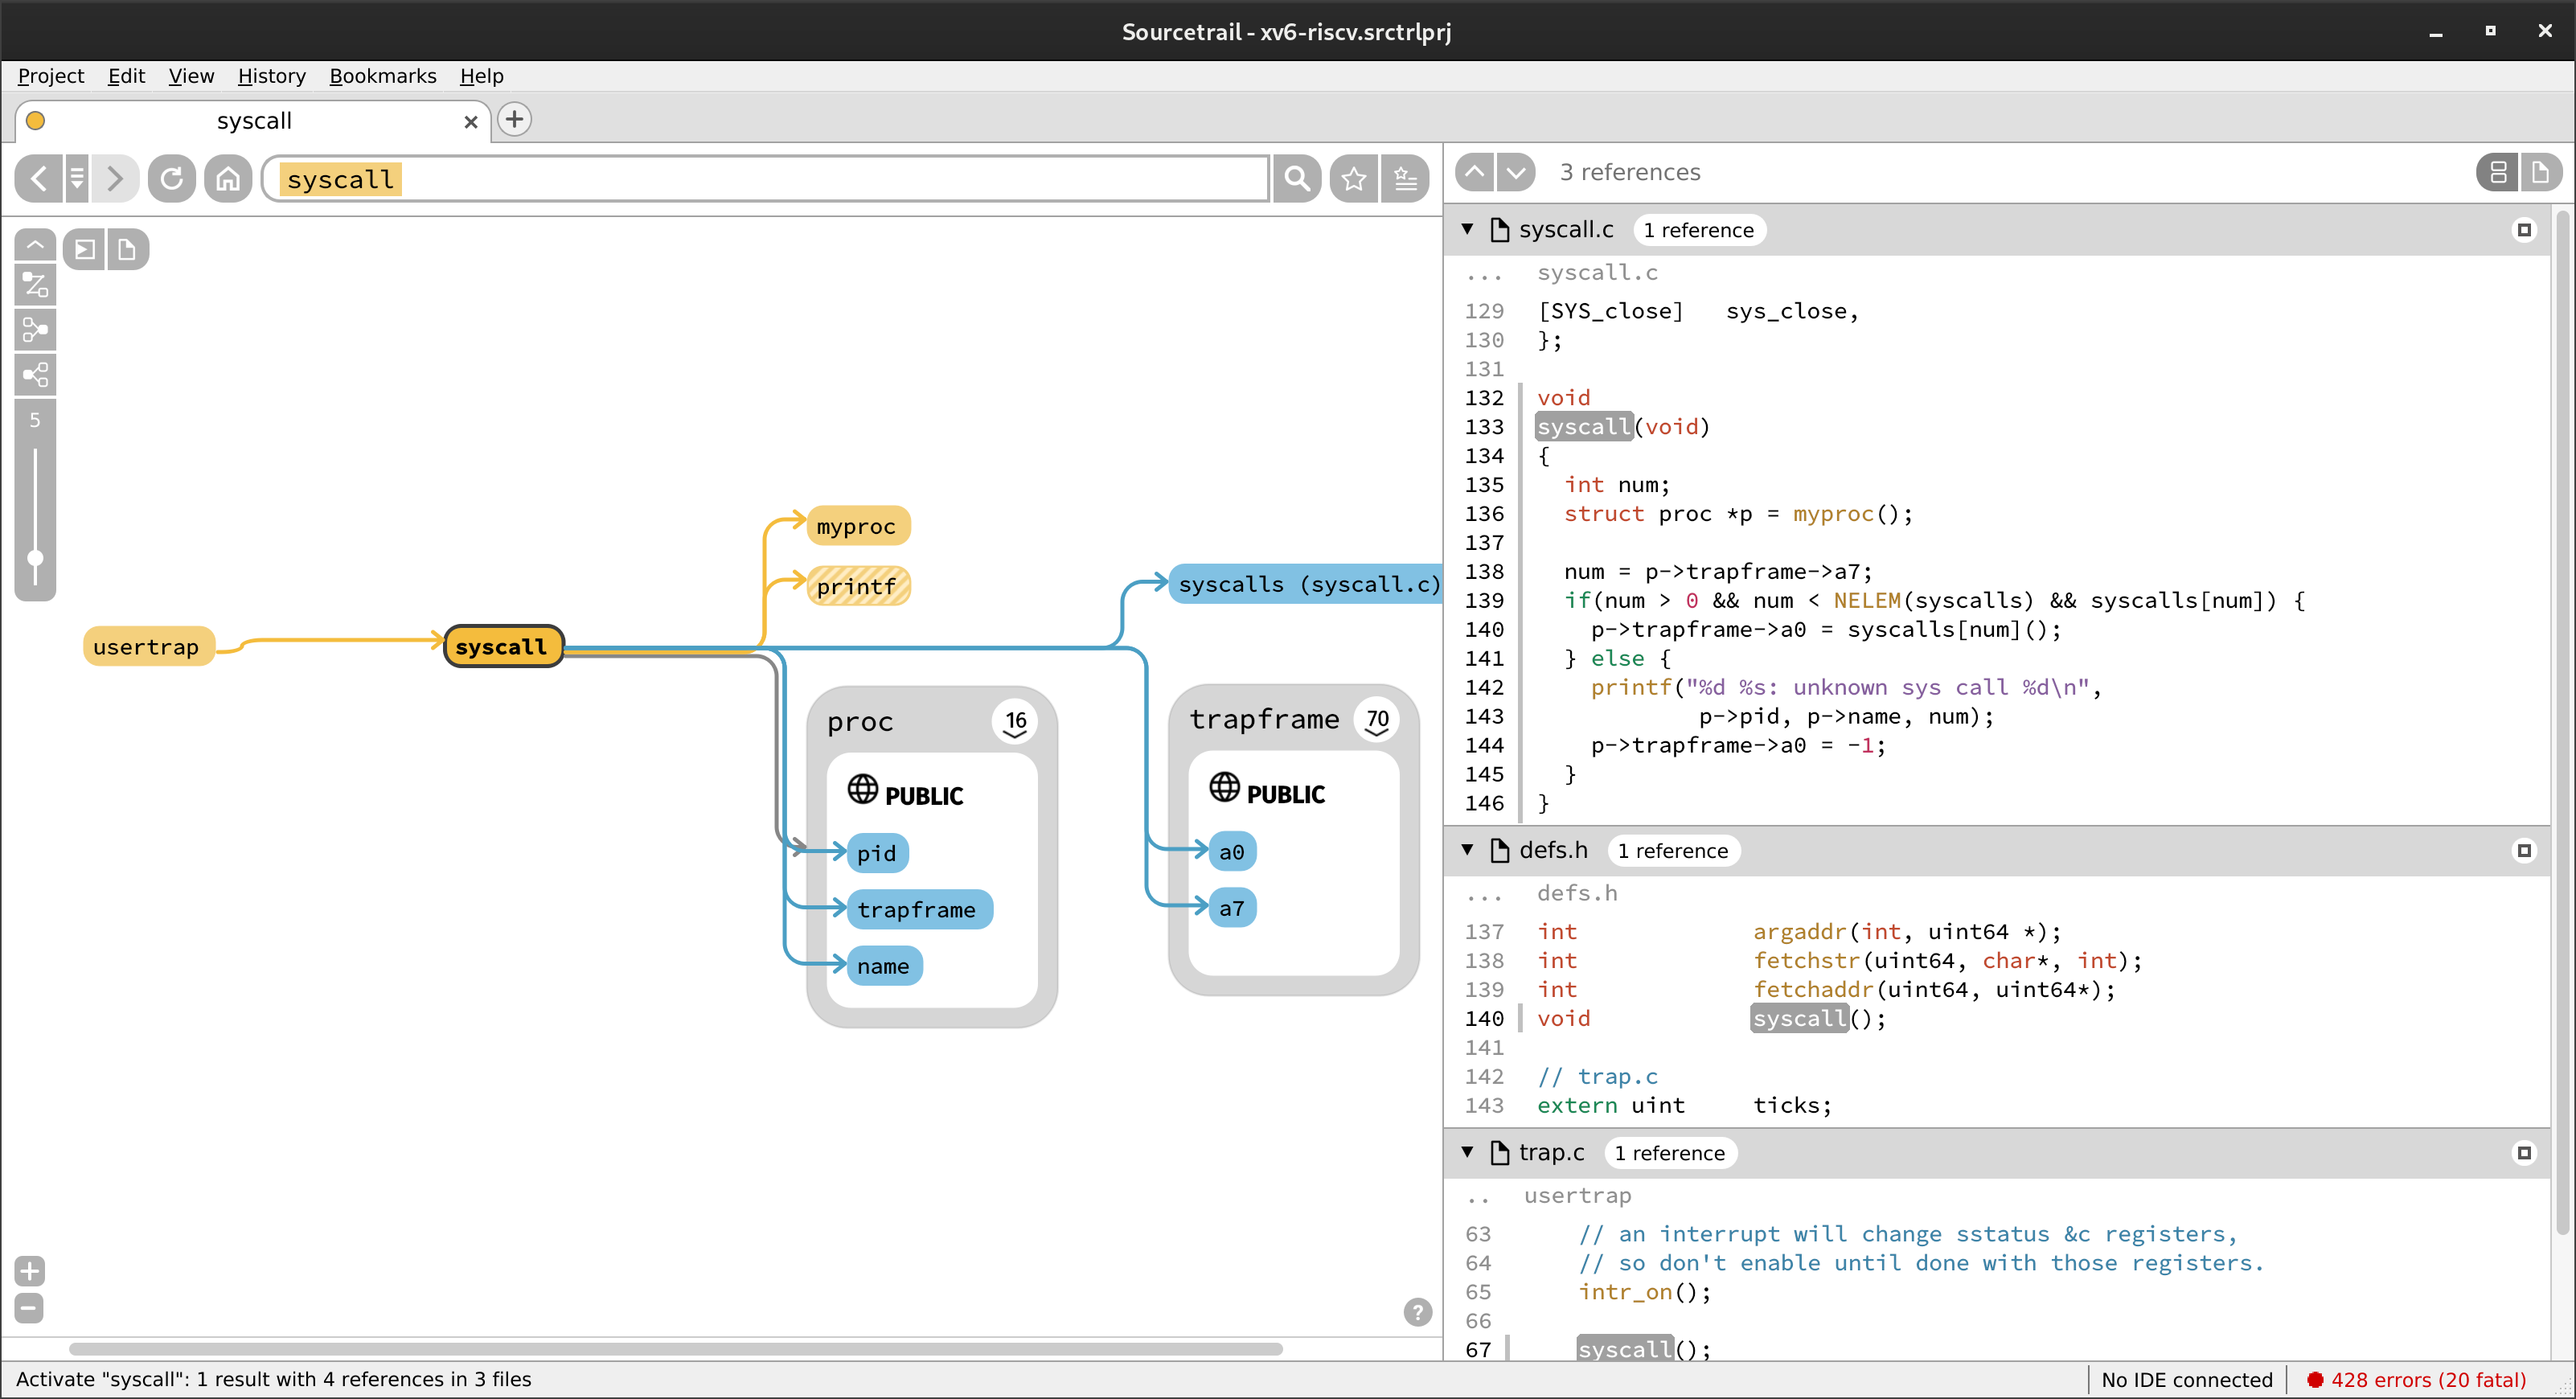 Sourcetrail - xv6-riscv.srctrlprj
Project Edit View History Bookmarks Help
syscall
syscall
5
usertrap
syscall
myproc
printf
syscalls (syscall.c)
proc 16
PUBLIC
pid
trapframe
name
trapframe 70
PUBLIC
a0
a7
?
3 references
syscall.c 1 reference
... syscall.c
129 [SYS_close]   sys_close,
130 };
131
132 void
133 syscall(void)
134 {
135   int num;
136   struct proc *p = myproc();
137
138   num = p->trapframe->a7;
139   if(num > 0 && num < NELEM(syscalls) && syscalls[num]) {
140     p->trapframe->a0 = syscalls[num]();
141   } else {
142     printf("%d %s: unknown sys call %d\n",
143             p->pid, p->name, num);
144     p->trapframe->a0 = -1;
145   }
146 }
defs.h 1 reference
... defs.h
137 int             argaddr(int, uint64 *);
138 int             fetchstr(uint64, char*, int);
139 int             fetchaddr(uint64, uint64*);
140 void            syscall();
141
142 // trap.c
143 extern uint     ticks;
trap.c 1 reference
.. usertrap
63     // an interrupt will change sstatus &c registers,
64     // so don't enable until done with those registers.
65     intr_on();
66
67     syscall();
Activate "syscall": 1 result with 4 references in 3 files
No IDE connected
428 errors (20 fatal)